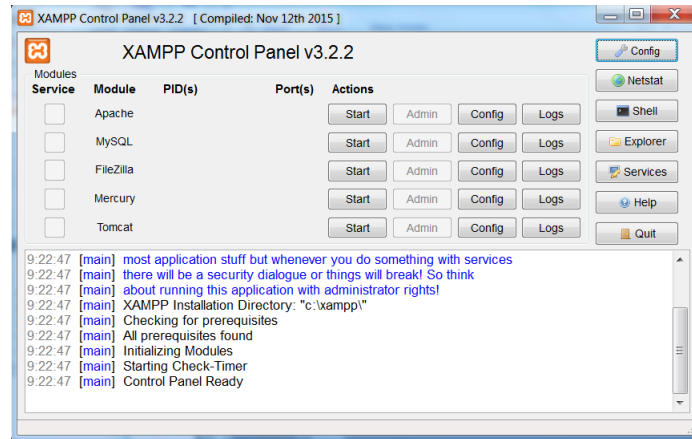 XAMPP Control Panel v3.2.2 [ Compiled: Nov 12th 2015 ]
XAMPP Control Panel v3.2.2
Config
Modules
Service Module PID(s) Port(s) Actions
Netstat
Apache Start Admin Config Logs
Shell
MySQL Start Admin Config Logs
Explorer
FileZilla Start Admin Config Logs
Services
Mercury Start Admin Config Logs
Help
Tomcat Start Admin Config Logs
Quit
9:22:47 [main] most application stuff but whenever you do something with services
9:22:47 [main] there will be a security dialogue or things will break! So think
9:22:47 [main] about running this application with administrator rights!
9:22:47 [main] XAMPP Installation Directory: "c:\xampp\"
9:22:47 [main] Checking for prerequisites
9:22:47 [main] All prerequisites found
9:22:47 [main] Initializing Modules
9:22:47 [main] Starting Check-Timer
9:22:47 [main] Control Panel Ready